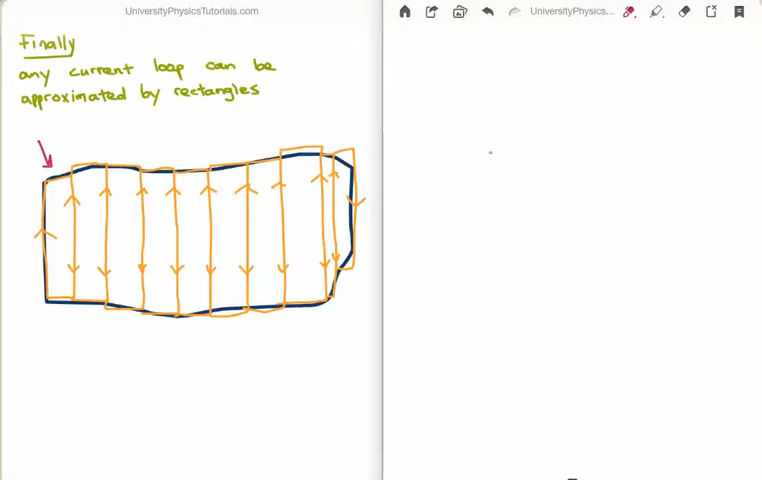 UniversityPhysicsTutorials.com
UniversityPhysics...
Finally
any current loop can be
approximated by rectangles